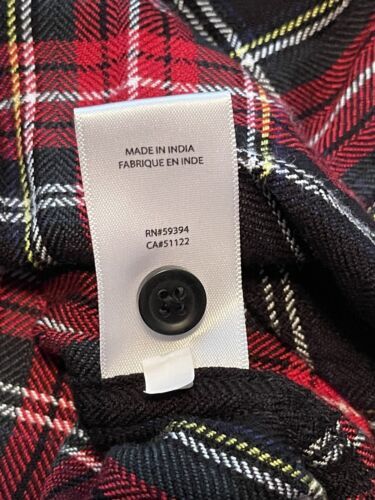 MADE IN INDIA
FABRIQUE EN INDE
RN#59394
CA#51122